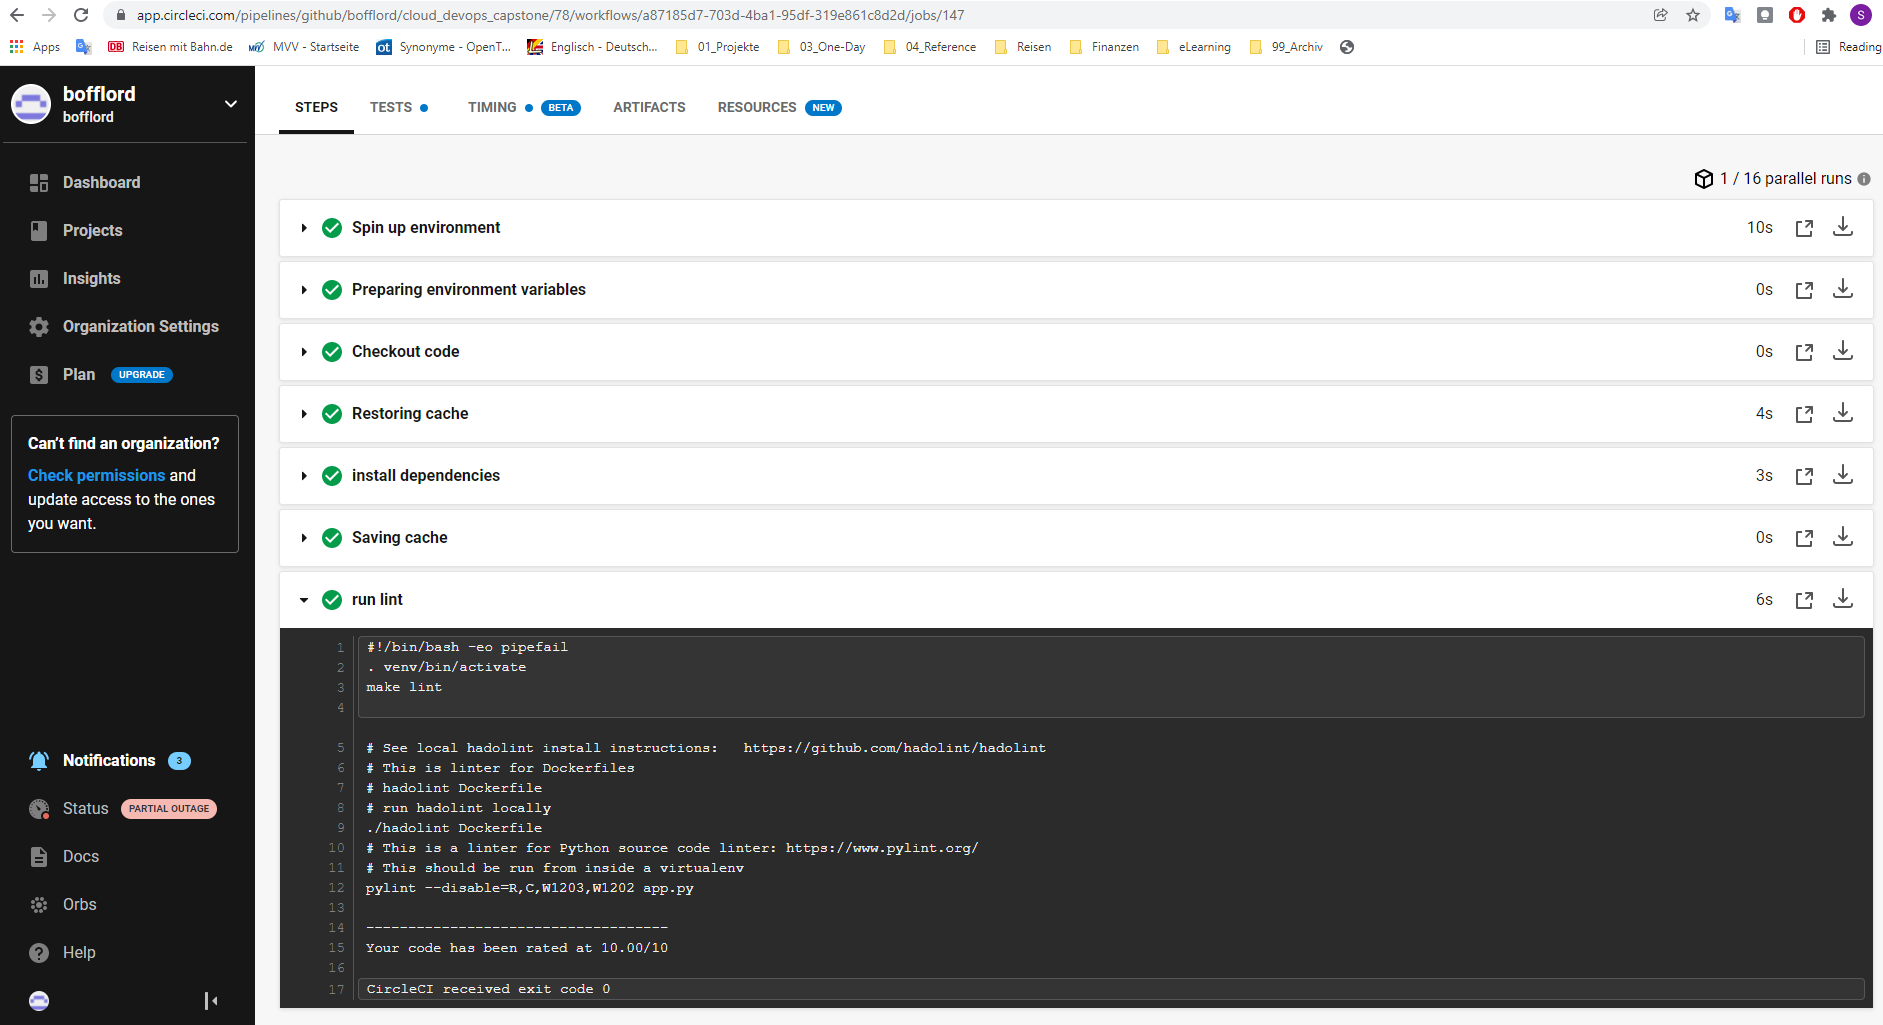 app.circleci.com/pipelines/github/bofflord/cloud_devops_capstone/78/workflows/a87185d7-703d-4ba1-95df-319e861c8d2d/jobs/147
Apps
DB Reisen mit Bahn.de
MVV - Startseite
ot Synonyme - OpenT...
Englisch - Deutsch...
01_Projekte
03_One-Day
04_Reference
Reisen
Finanzen
eLearning
99_Archiv
Reading
S
bofflord
bofflord
Dashboard
Projects
Insights
Organization Settings
Plan UPGRADE
Can't find an organization?
Check permissions and
update access to the ones
you want.
Notifications 3
Status PARTIAL OUTAGE
Docs
Orbs
Help
STEPS TESTS TIMING BETA ARTIFACTS RESOURCES NEW
1 / 16 parallel runs
Spin up environment 10s
Preparing environment variables 0s
Checkout code 0s
Restoring cache 4s
install dependencies 3s
Saving cache 0s
run lint 6s
1 #!/bin/bash -eo pipefail
2 . venv/bin/activate
3 make lint
4
5 # See local hadolint install instructions:   https://github.com/hadolint/hadolint
6 # This is linter for Dockerfiles
7 # hadolint Dockerfile
8 # run hadolint locally
9 ./hadolint Dockerfile
10 # This is a linter for Python source code linter: https://www.pylint.org/
11 # This should be run from inside a virtualenv
12 pylint --disable=R,C,W1203,W1202 app.py
13
14 ------------------------------------
15 Your code has been rated at 10.00/10
16
17 CircleCI received exit code 0